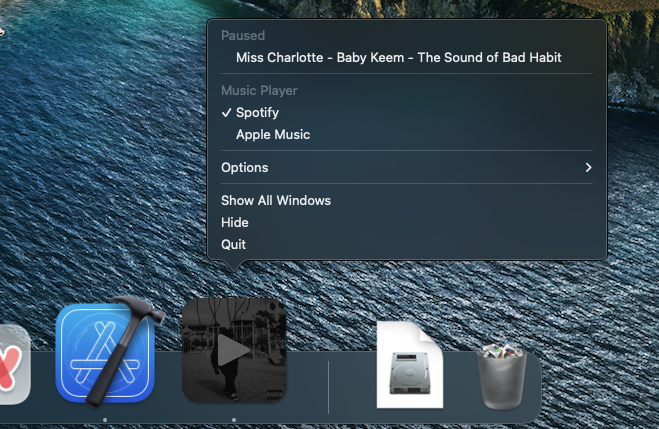 Paused
Miss Charlotte - Baby Keem - The Sound of Bad Habit
Music Player
✓ Spotify
Apple Music
Options
Show All Windows
Hide
Quit